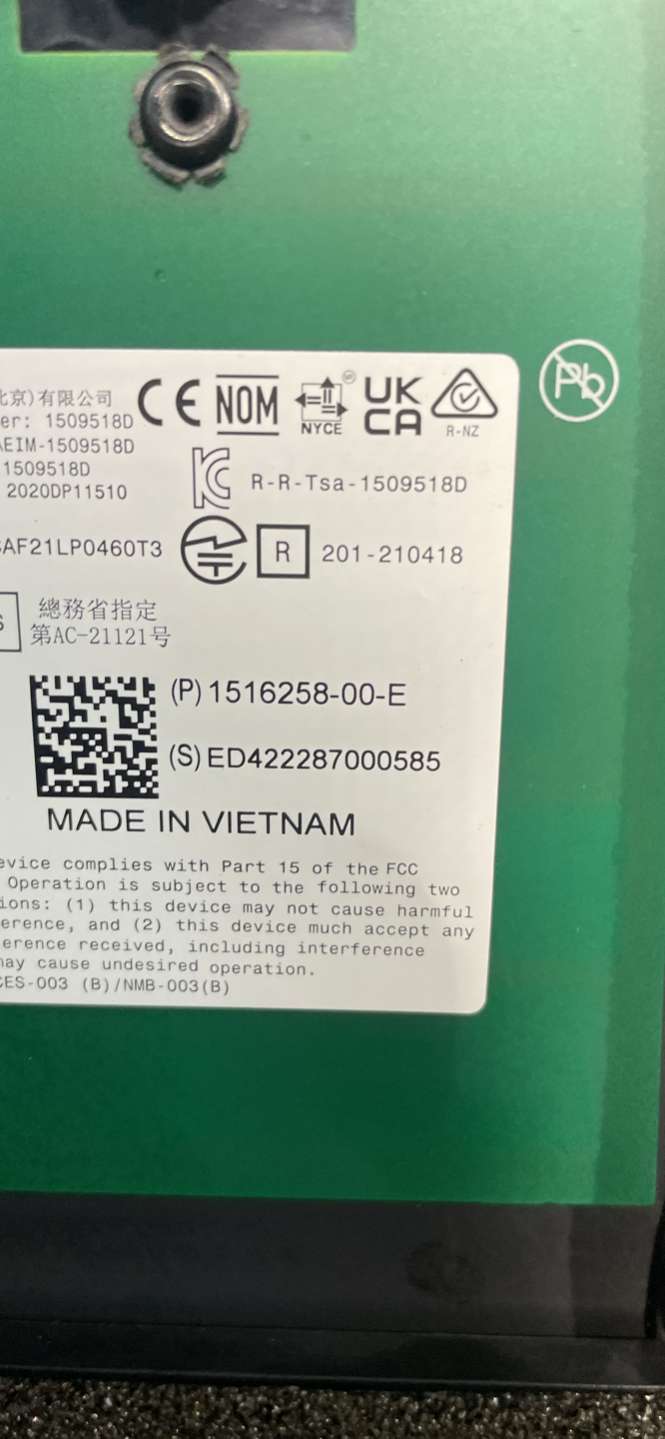 北京)有限公司
er: 1509518D
AEIM-1509518D
1509518D
2020DP11510
CE NOM NYCE UK CA R-NZ
Pb
R-R-Tsa-1509518D
AF21LP0460T3
R 201-210418
總務省指定
第AC-21121号
(P) 1516258-00-E
(S) ED422287000585
MADE IN VIETNAM
evice complies with Part 15 of the FCC
Operation is subject to the following two
ions: (1) this device may not cause harmful
erence, and (2) this device much accept any
erence received, including interference
may cause undesired operation.
CES-003 (B)/NMB-003(B)